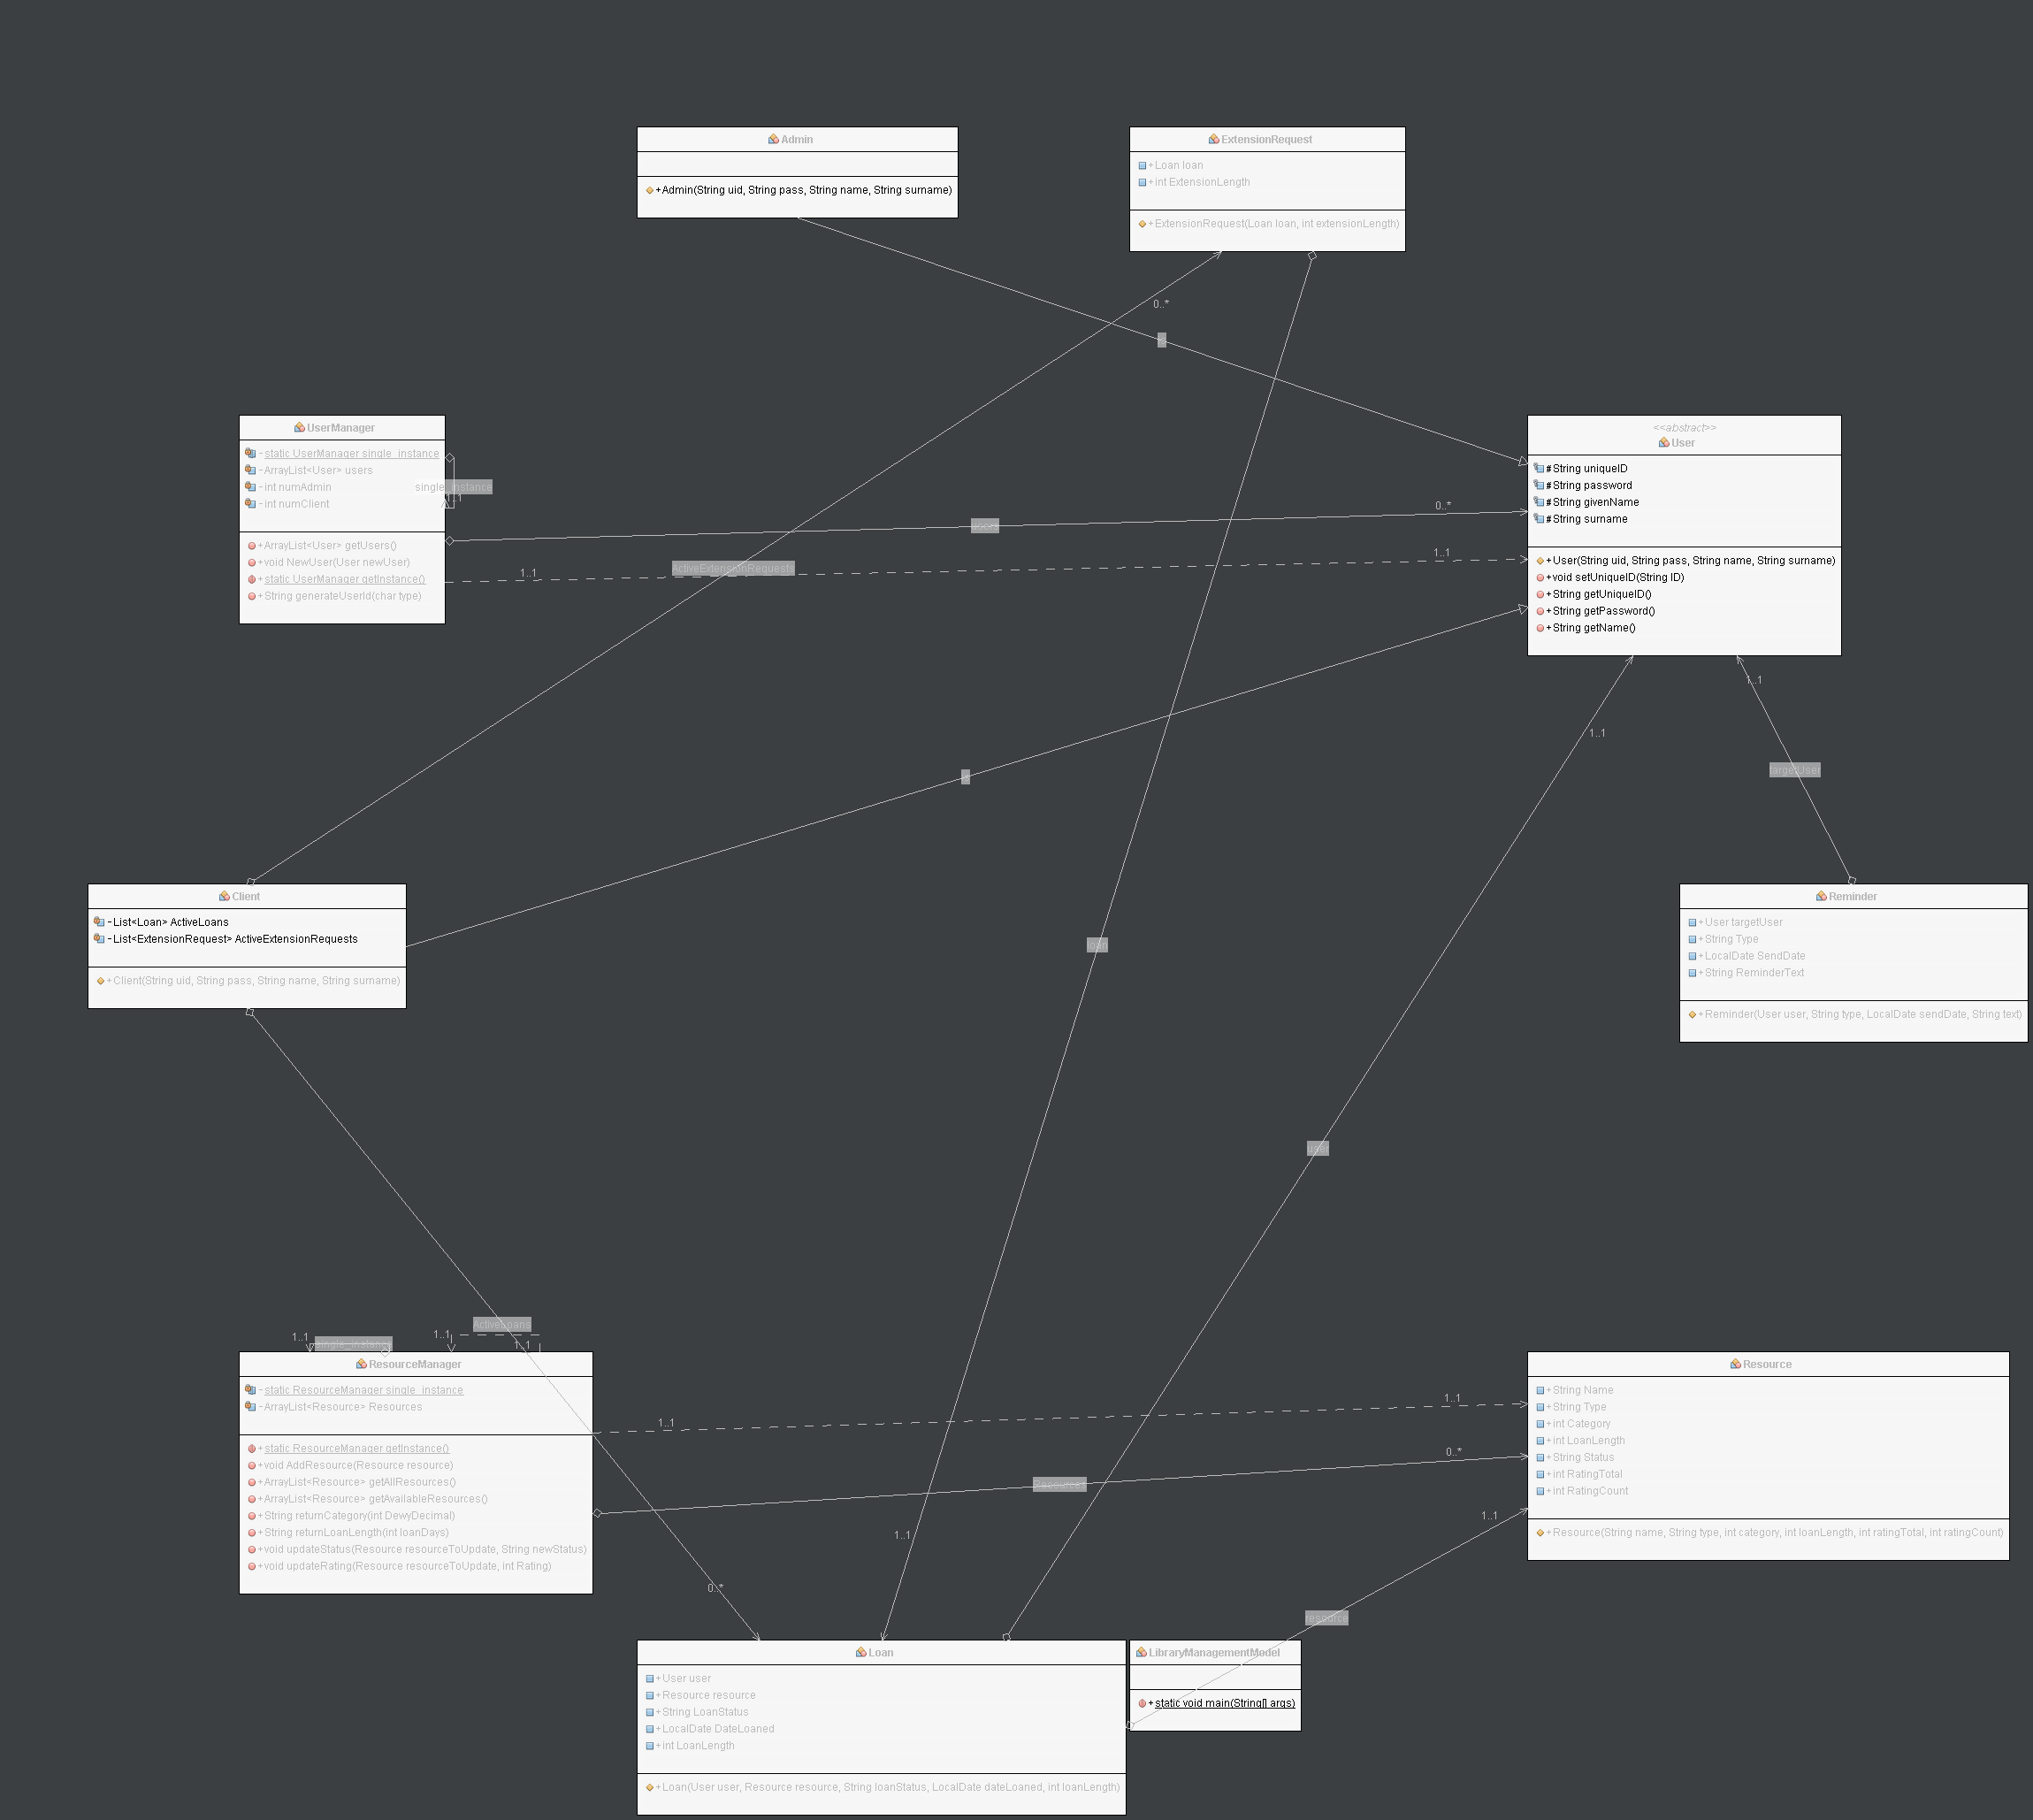 Admin
+Admin(String uid, String pass, String name, String surname)
ExtensionRequest
+Loan loan
+int ExtensionLength
+ExtensionRequest(Loan loan, int extensionLength)
0..*
UserManager
-static UserManager single_instance
-ArrayList<User> users
-int numAdmin
-int numClient
single_instance
+ArrayList<User> getUsers()
+void NewUser(User newUser)
+static UserManager getInstance()
+String generateUserId(char type)
users
0..*
1..1
1..1
ActiveExtensionRequests
<<abstract>>
User
#String uniqueID
#String password
#String givenName
#String surname
+User(String uid, String pass, String name, String surname)
+void setUniqueID(String ID)
+String getUniqueID()
+String getPassword()
+String getName()
1..1
1..1
targetUser
Client
-List<Loan> ActiveLoans
-List<ExtensionRequest> ActiveExtensionRequests
+Client(String uid, String pass, String name, String surname)
loan
Reminder
+User targetUser
+String Type
+LocalDate SendDate
+String ReminderText
+Reminder(User user, String type, LocalDate sendDate, String text)
user
ActiveLoans
1..1
single_instance
1..1
1..1
ResourceManager
-static ResourceManager single_instance
-ArrayList<Resource> Resources
+static ResourceManager getInstance()
+void AddResource(Resource resource)
+ArrayList<Resource> getAllResources()
+ArrayList<Resource> getAvailableResources()
+String returnCategory(int DewyDecimal)
+String returnLoanLength(int loanDays)
+void updateStatus(Resource resourceToUpdate, String newStatus)
+void updateRating(Resource resourceToUpdate, int Rating)
1..1
1..1
0..*
Resources
1..1
1..1
Resource
+String Name
+String Type
+int Category
+int LoanLength
+String Status
+int RatingTotal
+int RatingCount
+Resource(String name, String type, int category, int loanLength, int ratingTotal, int ratingCount)
0..*
resource
Loan
+User user
+Resource resource
+String LoanStatus
+LocalDate DateLoaned
+int LoanLength
+Loan(User user, Resource resource, String loanStatus, LocalDate dateLoaned, int loanLength)
LibraryManagementModel
+static void main(String[] args)